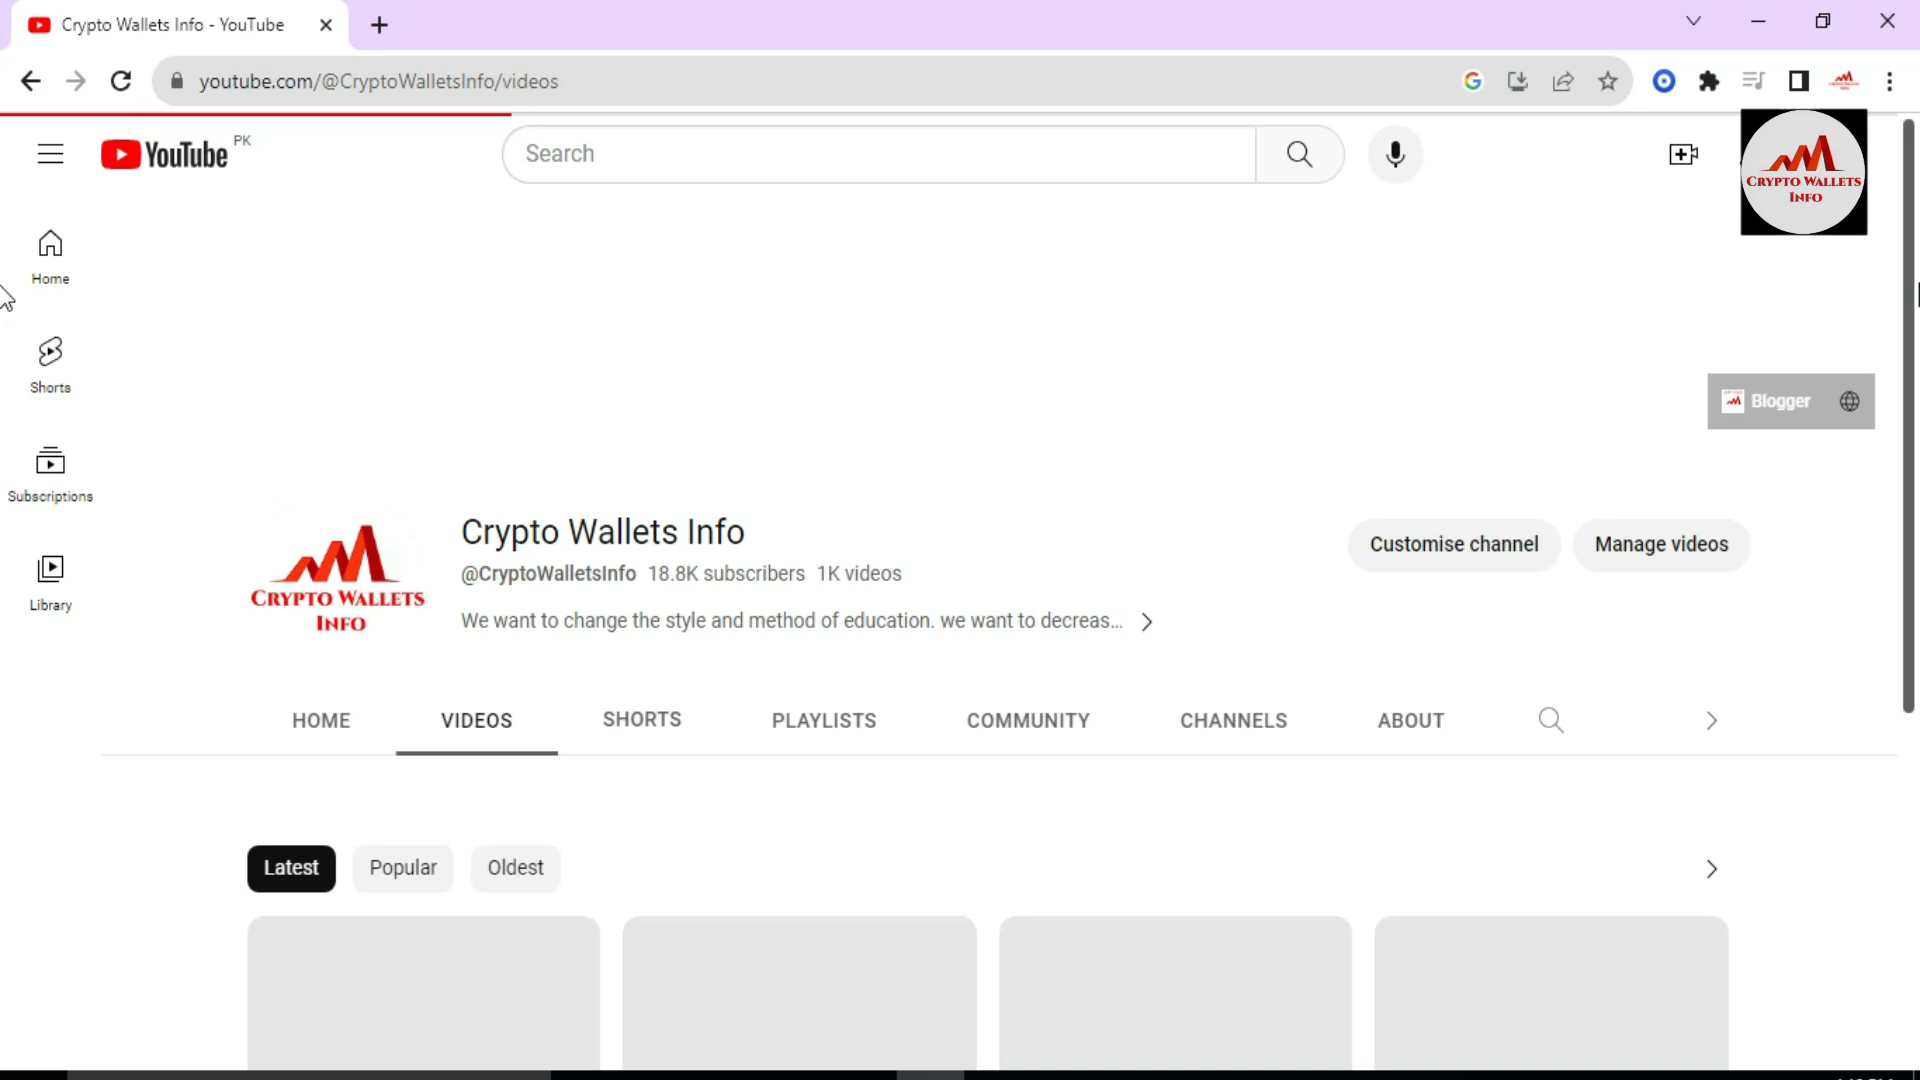 Crypto Wallets Info - YouTube
youtube.com/@CryptoWalletsInfo/videos
YouTube PK
Search
CRYPTO WALLETS
INFO
Home
Shorts
Blogger
Subscriptions
Library
CRYPTO WALLETS
INFO
Crypto Wallets Info
@CryptoWalletsInfo 18.8K subscribers 1K videos
We want to change the style and method of education. we want to decreas...
Customise channel
Manage videos
HOME VIDEOS SHORTS PLAYLISTS COMMUNITY CHANNELS ABOUT
Latest Popular Oldest